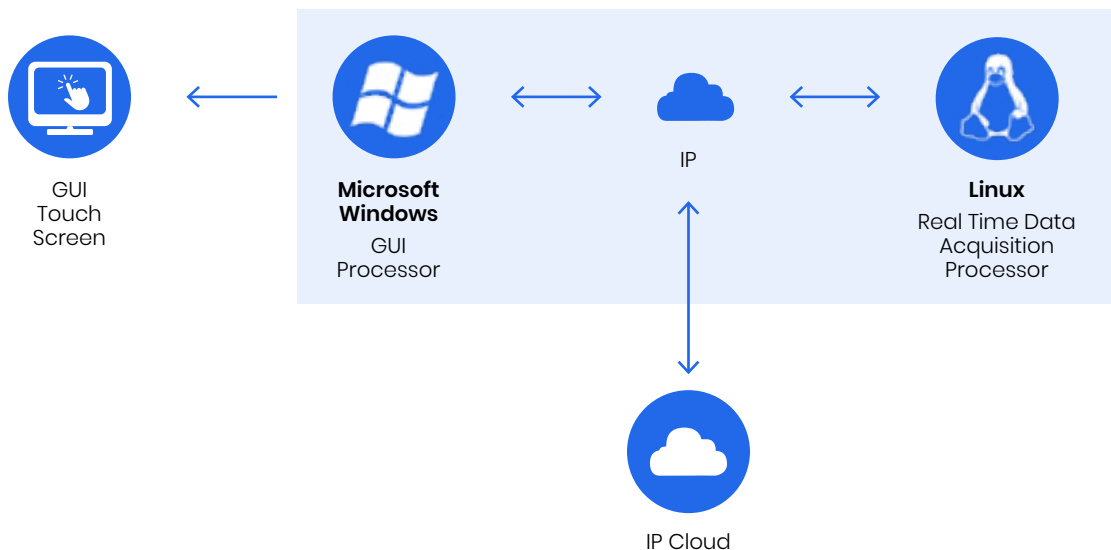 GUI
Touch
Screen
Microsoft
Windows
GUI
Processor
IP
Linux
Real Time Data
Acquisition
Processor
IP Cloud